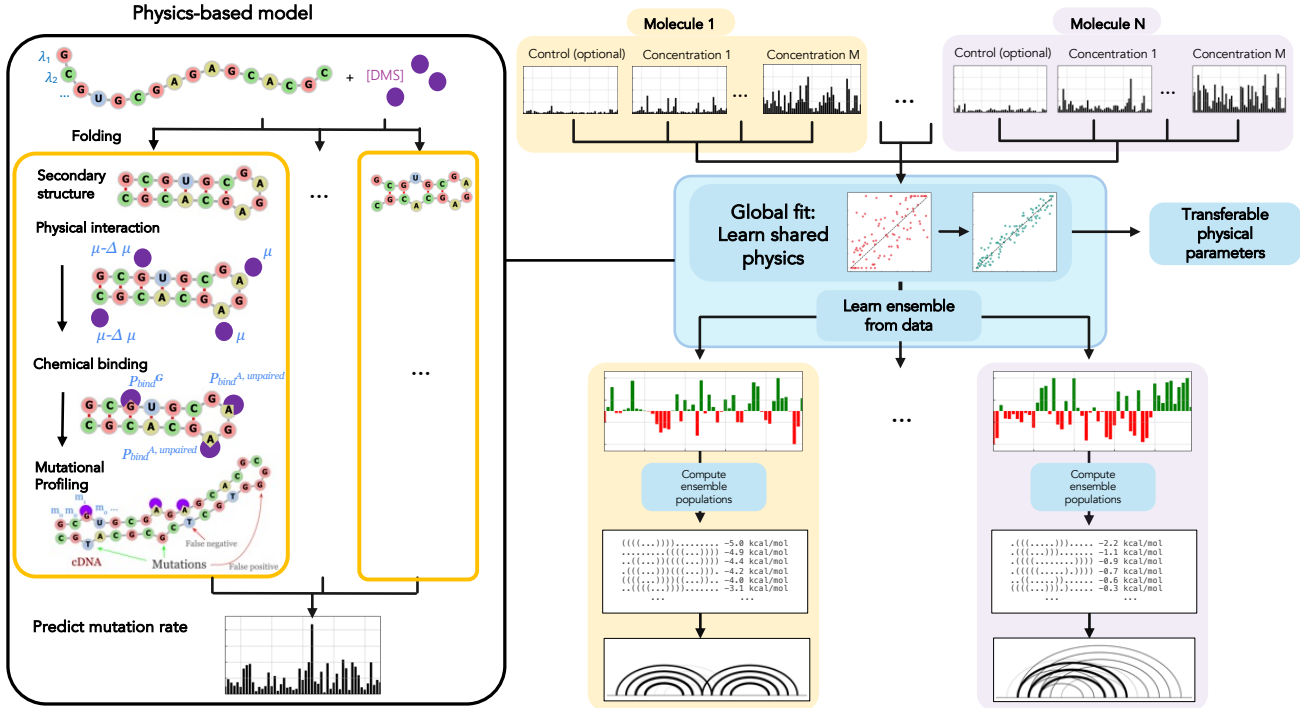 Physics-based model
λ1
λ2
...
G
C
G U G C G A G A G C A C G C
+
[DMS]
Folding
Secondary
structure
G C G U G C G A
C G C A C G A G
...
G C G U G C G A
C G C A C G A G
Physical interaction
μ-Δ μ
μ
G C G U G C G A
C G C A C G A G
μ-Δ μ
μ
Chemical binding
...
Pbind G
Pbind A, unpaired
G C G U G C G A
C G C A C G A G
Pbind A, unpaired
Mutational
Profiling
False negative
cDNA
Mutations
False positive
Predict mutation rate
Molecule 1
Control (optional)
Concentration 1
...
Concentration M
...
Molecule N
Control (optional)
Concentration 1
...
Concentration M
Global fit:
Learn shared
physics
Transferable
physical
parameters
Learn ensemble
from data
...
Compute
ensemble
populations
((((...))))........ -5.0 kcal/mol
.........((((...)))) -4.9 kcal/mol
..((...))((((...)))) -4.4 kcal/mol
.(((...))((((...)))). -4.2 kcal/mol
((((...))))((...)).. -4.0 kcal/mol
..((((...))))....... -3.1 kcal/mol
... ...
Compute
ensemble
populations
.(((.....)))..... -2.2 kcal/mol
(((...)))........ -1.1 kcal/mol
.(((((........)))) -0.9 kcal/mol
.(((((......).)))) -0.7 kcal/mol
..((.....))...... -0.6 kcal/mol
((((...))).)..... -0.3 kcal/mol
... ...